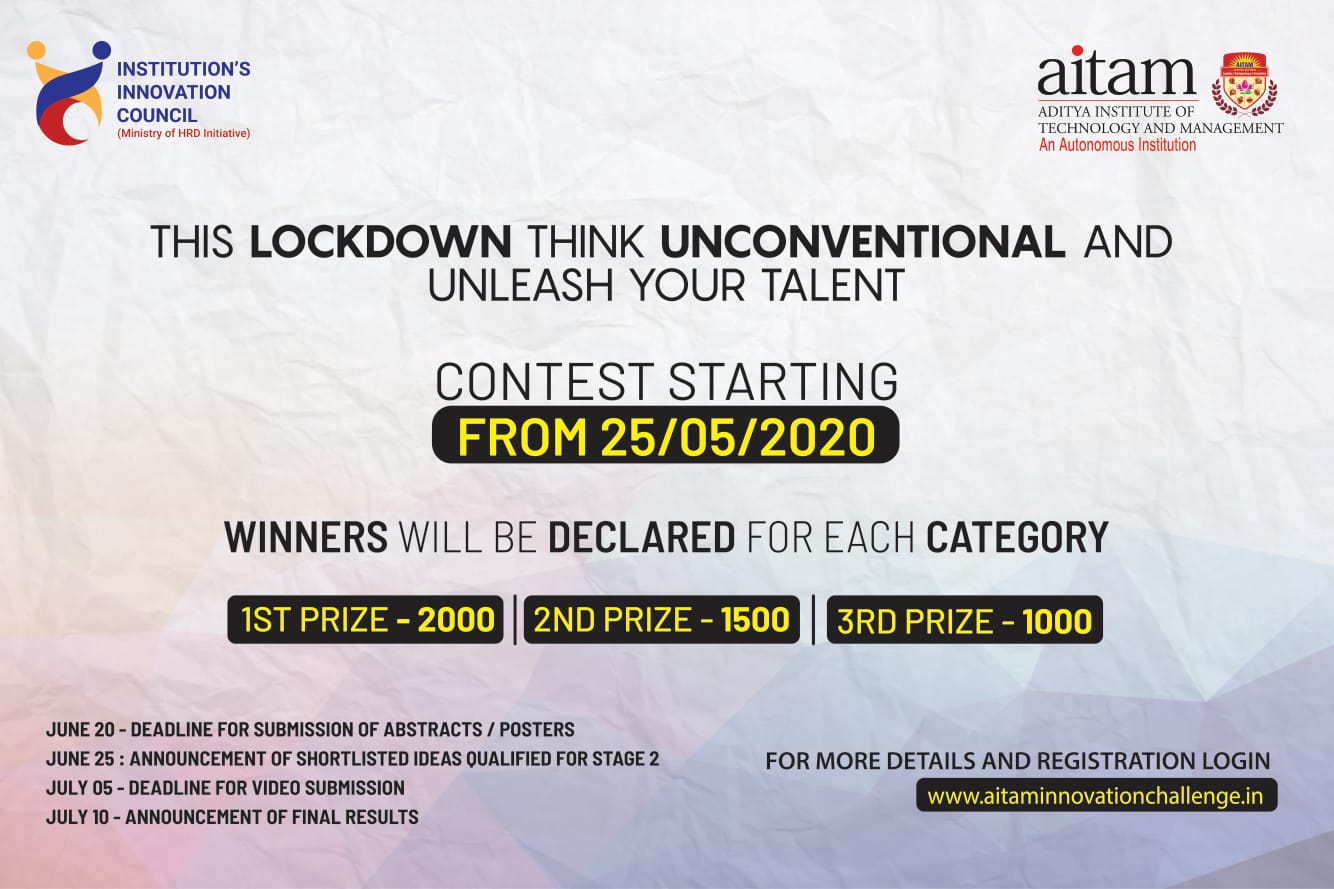 INSTITUTION'S
INNOVATION
COUNCIL
(Ministry of HRD Initiative)
aitam
AITAM
ADITYA INSTITUTE OF
TECHNOLOGY AND MANAGEMENT
An Autonomous Institution
THIS LOCKDOWN THINK UNCONVENTIONAL AND
UNLEASH YOUR TALENT
CONTEST STARTING
FROM 25/05/2020
WINNERS WILL BE DECLARED FOR EACH CATEGORY
1ST PRIZE - 2000 | 2ND PRIZE - 1500 | 3RD PRIZE - 1000
JUNE 20 - DEADLINE FOR SUBMISSION OF ABSTRACTS / POSTERS
JUNE 25 : ANNOUNCEMENT OF SHORTLISTED IDEAS QUALIFIED FOR STAGE 2
JULY 05 - DEADLINE FOR VIDEO SUBMISSION
JULY 10 - ANNOUNCEMENT OF FINAL RESULTS
FOR MORE DETAILS AND REGISTRATION LOGIN
www.aitaminnovationchallenge.in